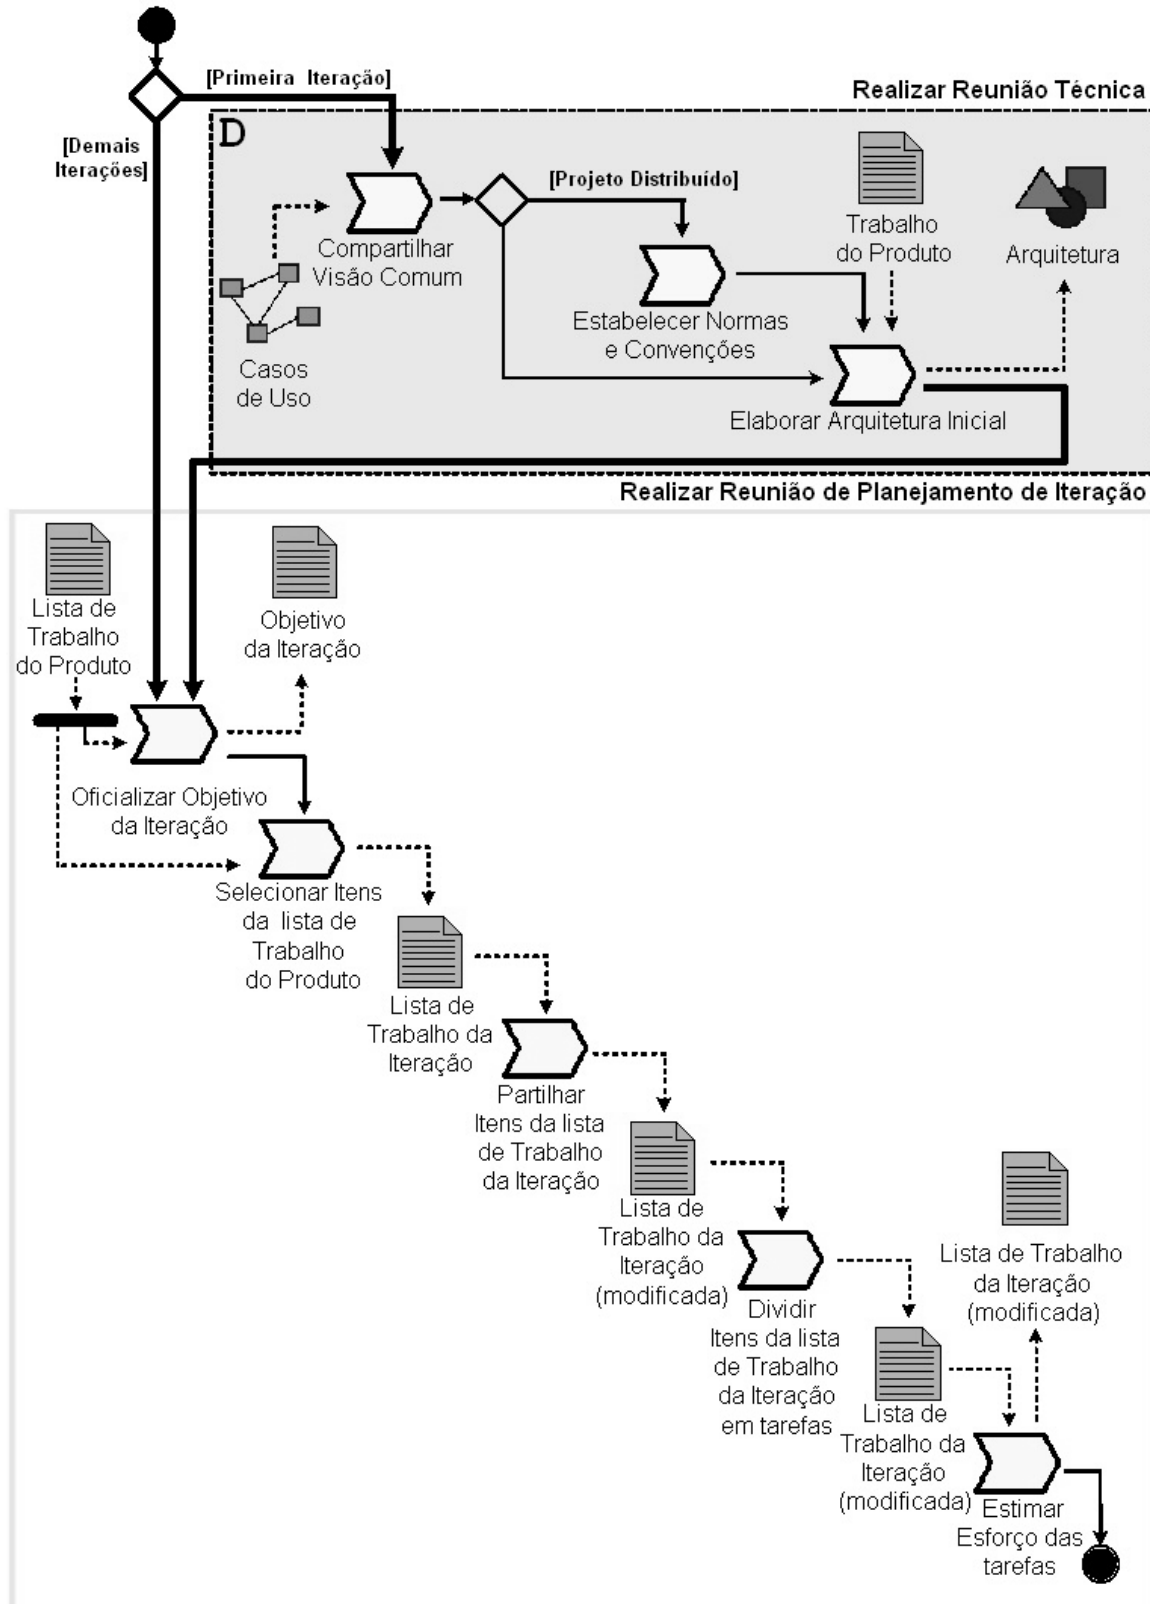 [Primeira Iteração]
Realizar Reunião Técnica
[Demais
Iterações]
D
[Projeto Distribuído]
Compartilhar
Visão Comum
Trabalho
do Produto
Arquitetura
Estabelecer Normas
e Convenções
Casos
de Uso
Elaborar Arquitetura Inicial
Realizar Reunião de Planejamento de Iteração
Lista de
Trabalho
do Produto
Objetivo
da Iteração
Oficializar Objetivo
da Iteração
Selecionar Itens
da lista de
Trabalho
do Produto
Lista de
Trabalho da
Iteração
Partilhar
Itens da lista
de Trabalho
da Iteração
Lista de
Trabalho da
Iteração
(modificada)
Dividir
Itens da lista
de Trabalho
da Iteração
em tarefas
Lista de Trabalho
da Iteração
(modificada)
Lista de
Trabalho da
Iteração
(modificada)
Estimar
Esforço das
tarefas